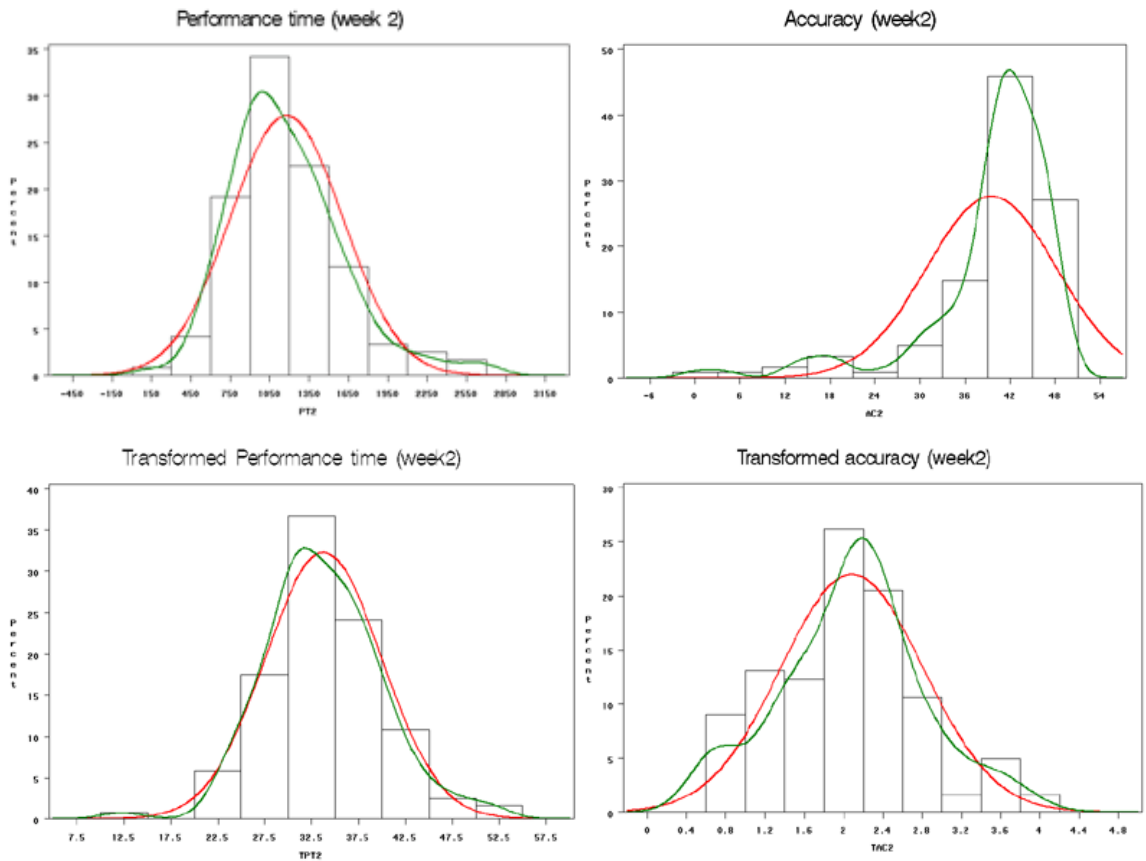 Performance time (week 2)
35
30
25
20
15
10
5
0
Percent
-450 -150 150 450 750 1050 1350 1650 1950 2250 2550 2850 3150
PT2
Accuracy (week2)
50
40
30
20
10
0
Percent
-6 0 6 12 18 24 30 36 42 48 54
AC2
Transformed Performance time (week2)
40
35
30
25
20
15
10
5
0
Percent
7.5 12.5 17.5 22.5 27.5 32.5 37.5 42.5 47.5 52.5 57.5
TPT2
Transformed accuracy (week2)
30
25
20
15
10
5
0
Percent
0 0.4 0.8 1.2 1.6 2 2.4 2.8 3.2 3.6 4 4.4 4.8
TAC2